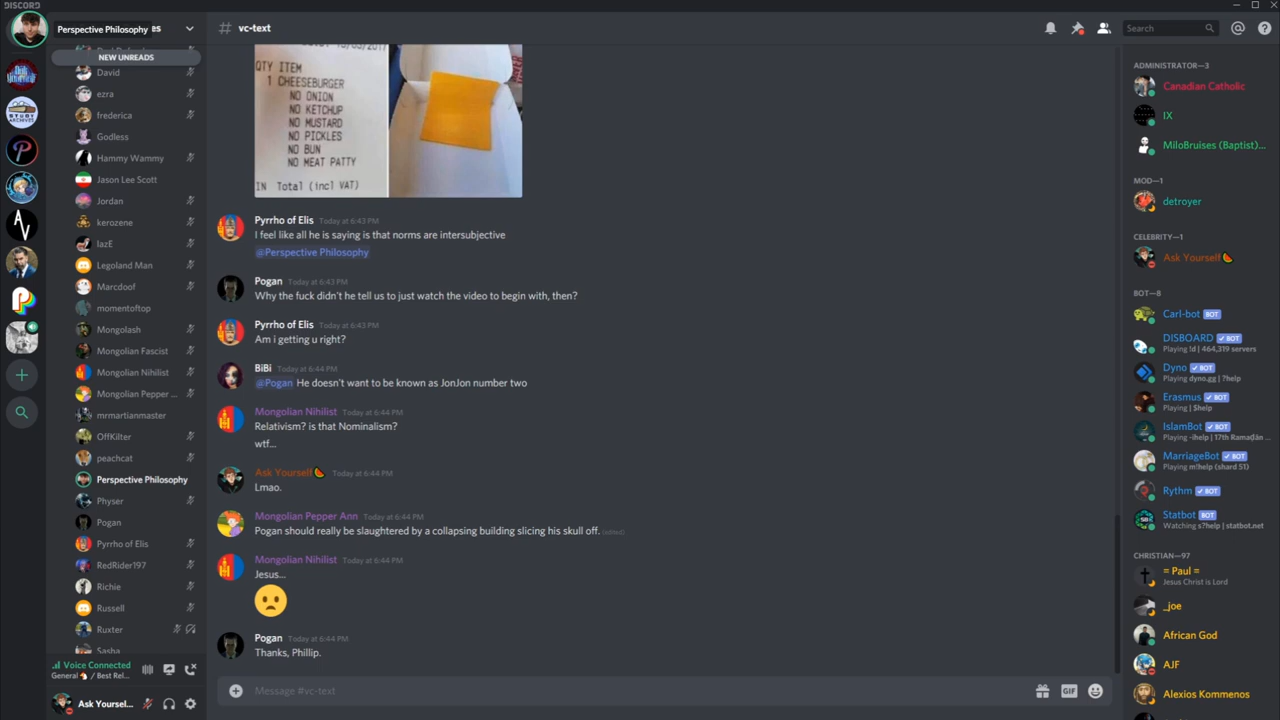 DISCORD
Perspective Philosophy
es
# vc-text
Search
NEW UNREADS
David
ezra
frederica
Godless
Hammy Wammy
Jason Lee Scott
Jordan
kerozene
lazE
Legoland Man
Marcdoof
momentoftop
Mongolash
Mongolian Fascist
Mongolian Nihilist
Mongolian Pepper ...
mrmartianmaster
OffKilter
peachcat
Perspective Philosophy
Physer
Pogan
Pyrrho of Elis
RedRider197
Richie
Russell
Ruxter
Sasha
Voice Connected
General / Best Rel...
Ask Yoursel...
QTY ITEM
1 CHEESEBURGER
NO ONION
NO KETCHUP
NO MUSTARD
NO PICKLES
NO BUN
NO MEAT PATTY
IN Total (incl VAT)
Pyrrho of Elis Today at 6:43 PM
I feel like all he is saying is that norms are intersubjective
@Perspective Philosophy
Pogan Today at 6:43 PM
Why the fuck didn't he tell us to just watch the video to begin with, then?
Pyrrho of Elis Today at 6:43 PM
Am i getting u right?
BiBi Today at 6:44 PM
@Pogan He doesn't want to be known as JonJon number two
Mongolian Nihilist Today at 6:44 PM
Relativism? is that Nominalism?
wtf...
Ask Yourself🍉 Today at 6:44 PM
Lmao.
Mongolian Pepper Ann Today at 6:44 PM
Pogan should really be slaughtered by a collapsing building slicing his skull off. (edited)
Mongolian Nihilist Today at 6:44 PM
Jesus...
Pogan Today at 6:44 PM
Thanks, Phillip.
Message #vc-text
GIF
ADMINISTRATOR—3
Canadian Catholic
IX
MiloBruises (Baptist)...
MOD—1
detroyer
CELEBRITY—1
Ask Yourself🍉
BOT—8
Carl-bot BOT
DISBOARD ✓ BOT
Playing !d | 464,319 servers
Dyno ✓ BOT
Playing dyno.gg | ?help
Erasmus ✓ BOT
Playing | $help
IslamBot ✓ BOT
Playing -ihelp | 17th Ramaḍān ...
MarriageBot ✓ BOT
Playing m!help (shard 51)
Rythm ✓ BOT
Statbot BOT
Watching s?help | statbot.net
CHRISTIAN—97
= Paul =
Jesus Christ is Lord
_joe
African God
AJF
Alexios Kommenos